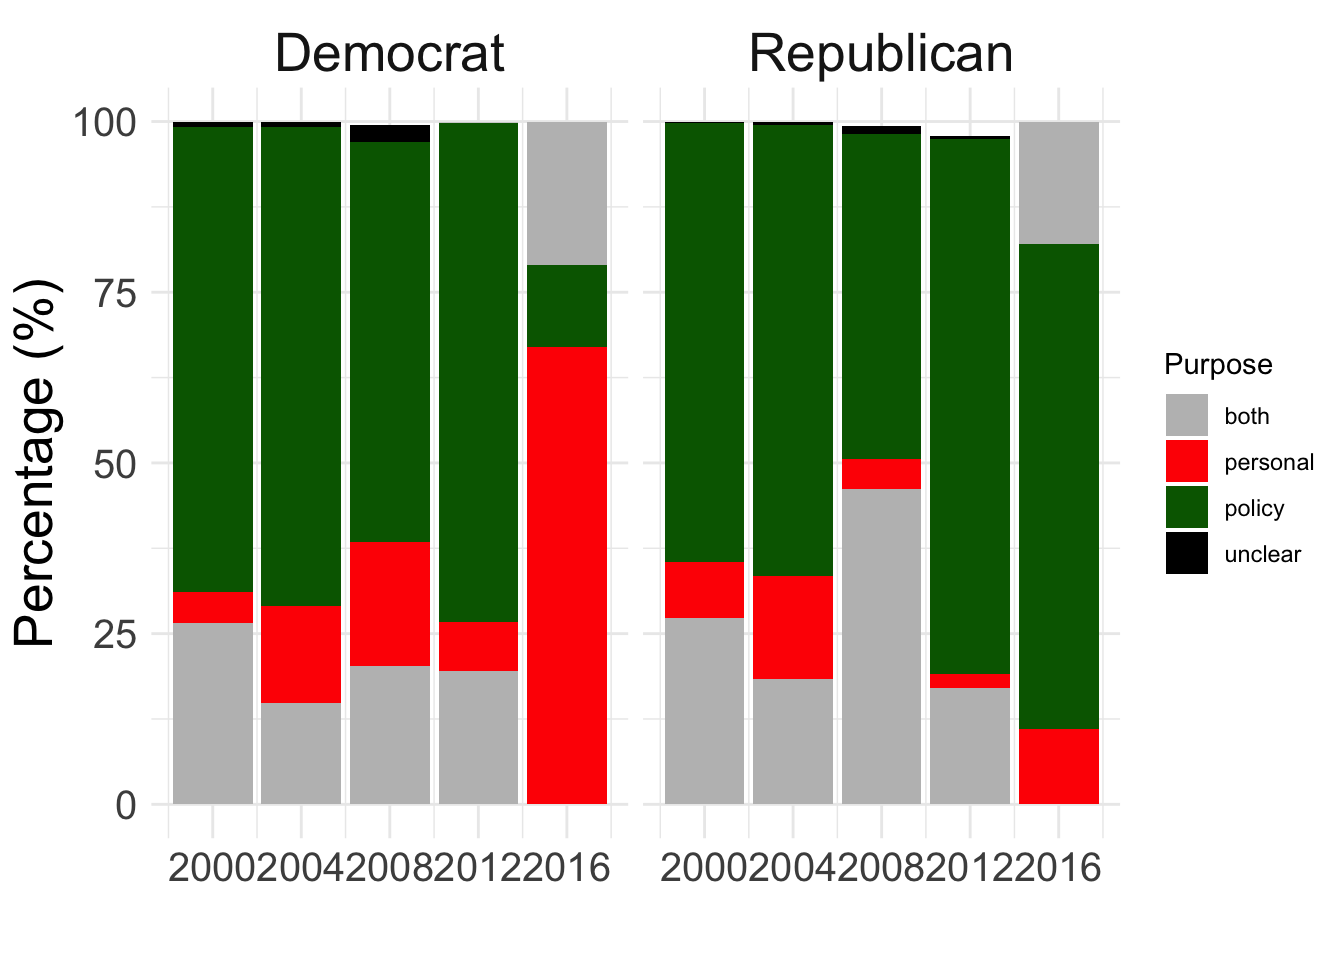 Democrat
Republican
100
75
50
25
0
Percentage (%)
2000 2004 2008 2012 2016
2000 2004 2008 2012 2016
Purpose
both
personal
policy
unclear